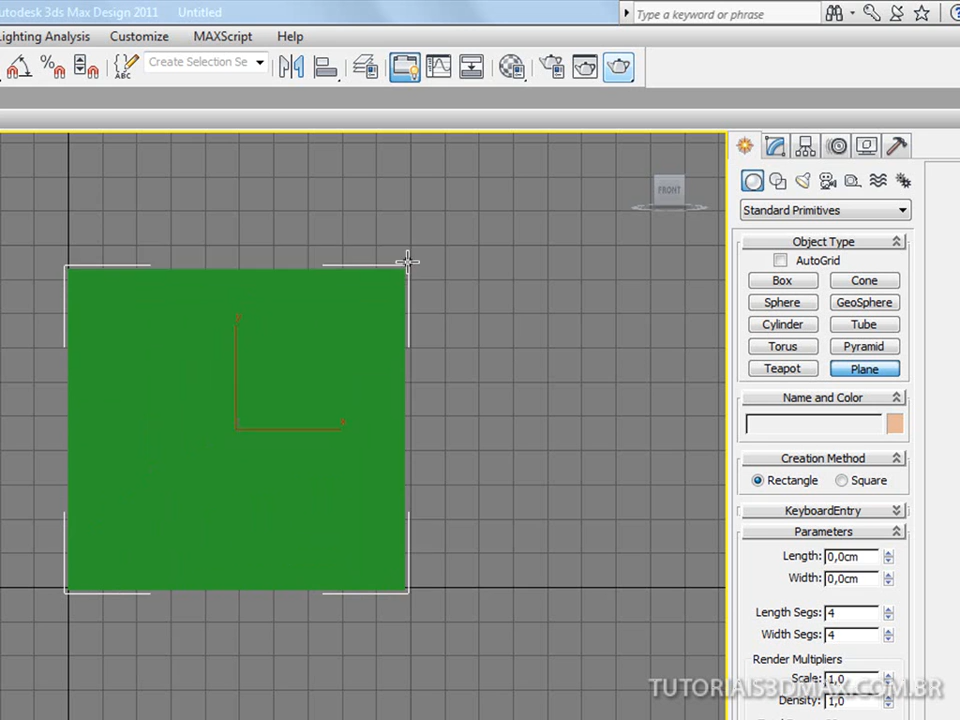 utodesk 3ds Max Design 2011 Untitled
Type a keyword or phrase
ighting Analysis Customize MAXScript Help
% ABC Create Selection Se
FRONT
Standard Primitives
Object Type
AutoGrid
Box Cone
Sphere GeoSphere
Cylinder Tube
Torus Pyramid
Teapot Plane
Name and Color
Creation Method
Rectangle Square
KeyboardEntry
Parameters
Length: 0,0cm
Width: 0,0cm
Length Segs: 4
Width Segs: 4
Render Multipliers
Scale: 1,0
Density: 1,0
TUTORIAIS3DMAX.COM.BR